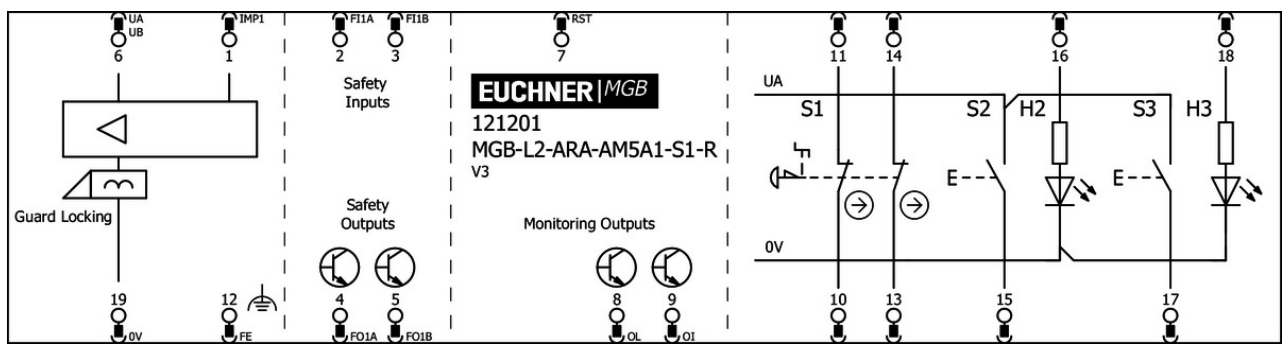 UA
UB
IMP1
FI1A
FI1B
RST
6
1
2
3
7
11
14
16
18
Safety
Inputs
EUCHNER|MGB
121201
MGB-L2-ARA-AM5A1-S1-R
V3
UA
S1
S2
H2
S3
H3
E
E
Guard Locking
Safety
Outputs
Monitoring Outputs
0V
19
12
4
5
8
9
10
13
15
17
0V
FE
FO1A
FO1B
OL
OI